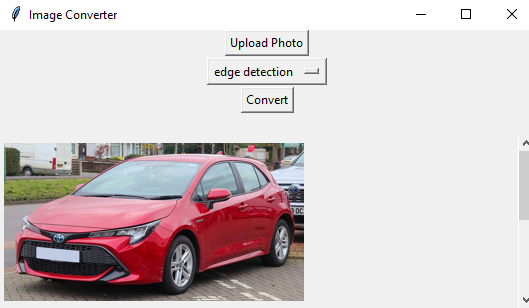 Image Converter
Upload Photo
edge detection
Convert